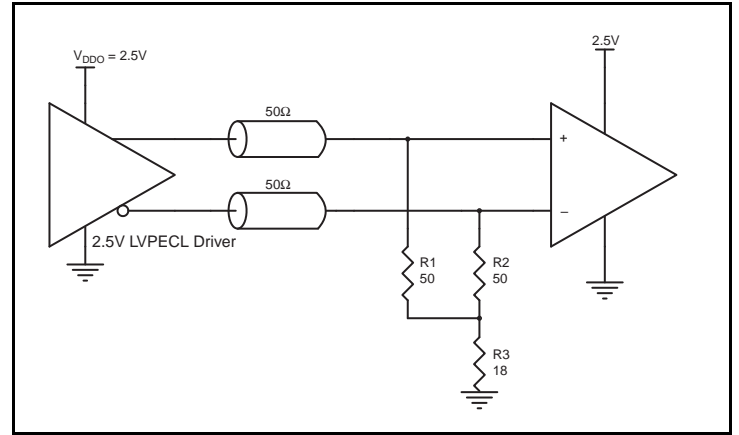 V_DDO = 2.5V
2.5V
50Ω
50Ω
+
−
2.5V LVPECL Driver
R1
50
R2
50
R3
18